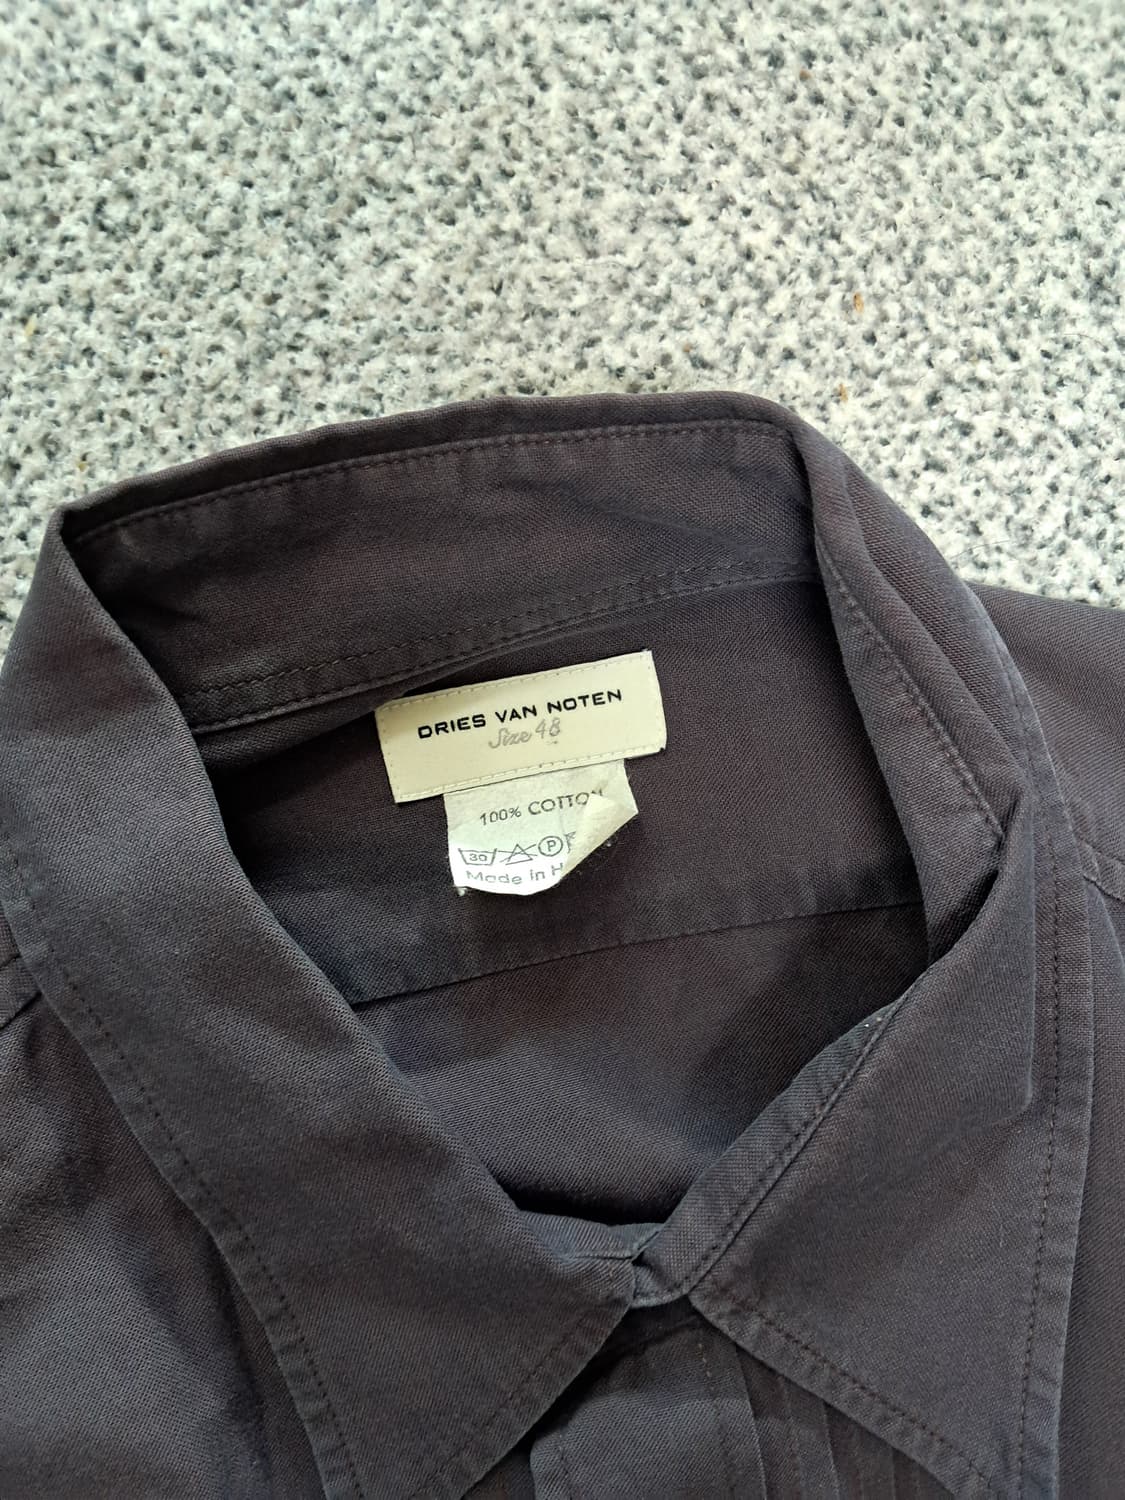 DRIES VAN NOTEN
Size 48
100% COTTON
30 P
Made in H